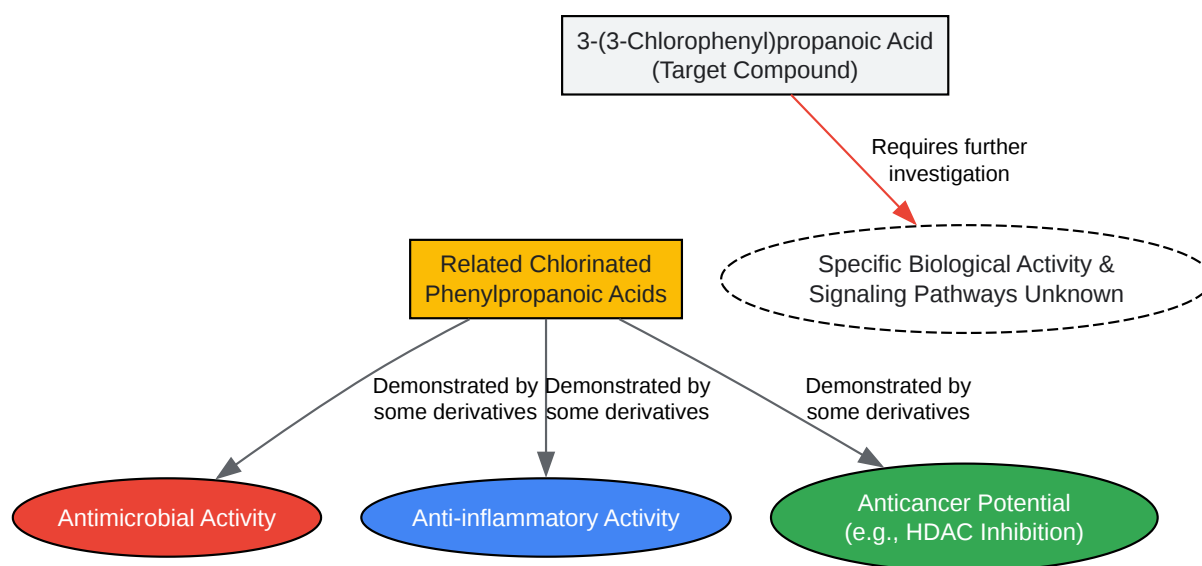 3-(3-Chlorophenyl)propanoic Acid
(Target Compound)
Requires further
investigation
Related Chlorinated
Phenylpropanoic Acids
Specific Biological Activity &
Signaling Pathways Unknown
Demonstrated by
some derivatives
Demonstrated by
some derivatives
Demonstrated by
some derivatives
Antimicrobial Activity
Anti-inflammatory Activity
Anticancer Potential
(e.g., HDAC Inhibition)